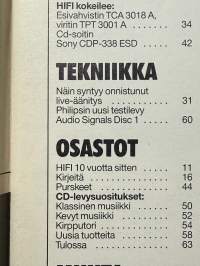 HIFI kokeilee:
Esivahvistin TCA 3018 A,
viritin TPT 3001 A 34
Cd-soitin
Sony CDP-338 ESD 42
TEKNIIKKA
Näin syntyy onnistunut
live-äänitys 31
Philipsin uusi testilevy
Audio Signals Disc 1 60
OSASTOT
HIFI 10 vuotta sitten 11
Kirjeitä 16
Purskeet 44
CD-levysuositukset:
Klassinen musiikki 50
Kevyt musiikki 52
Kirpputori 54
Uusia tuotteita 58
Tulossa 63